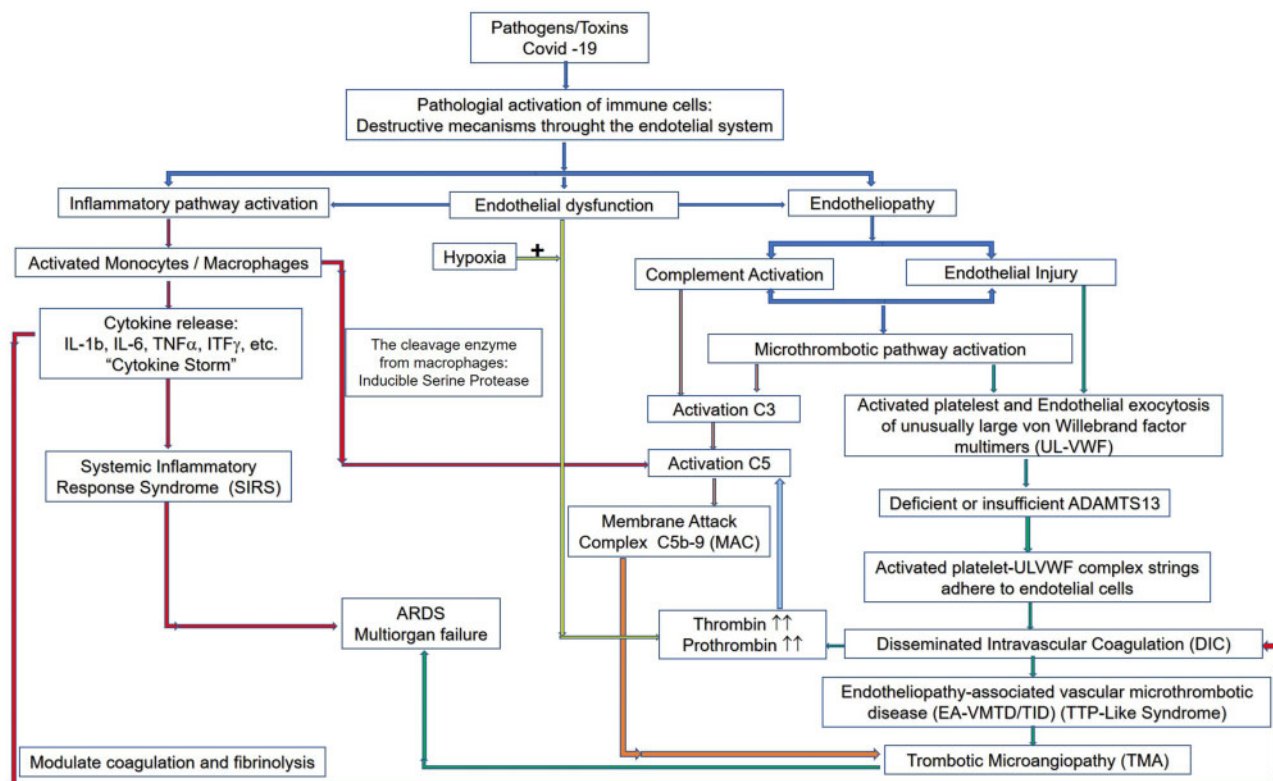 Pathogens/Toxins
Covid -19
Pathologial activation of immune cells:
Destructive mecanisms throught the endotelial system
Inflammatory pathway activation
Endothelial dysfunction
Endotheliopathy
Hypoxia
+
Activated Monocytes / Macrophages
Complement Activation
Endothelial Injury
Cytokine release:
IL-1b, IL-6, TNFα, ITFγ, etc.
“Cytokine Storm”
The cleavage enzyme
from macrophages:
Inducible Serine Protease
Microthrombotic pathway activation
Activation C3
Activated platelest and Endothelial exocytosis
of unusually large von Willebrand factor
multimers (UL-VWF)
Systemic Inflammatory
Response Syndrome (SIRS)
Activation C5
Deficient or insufficient ADAMTS13
Membrane Attack
Complex C5b-9 (MAC)
Activated platelet-ULVWF complex strings
adhere to endotelial cells
ARDS
Multiorgan failure
Thrombin ↑↑
Prothrombin ↑↑
Disseminated Intravascular Coagulation (DIC)
Endotheliopathy-associated vascular microthrombotic
disease (EA-VMTD/TID) (TTP-Like Syndrome)
Modulate coagulation and fibrinolysis
Trombotic Microangiopathy (TMA)